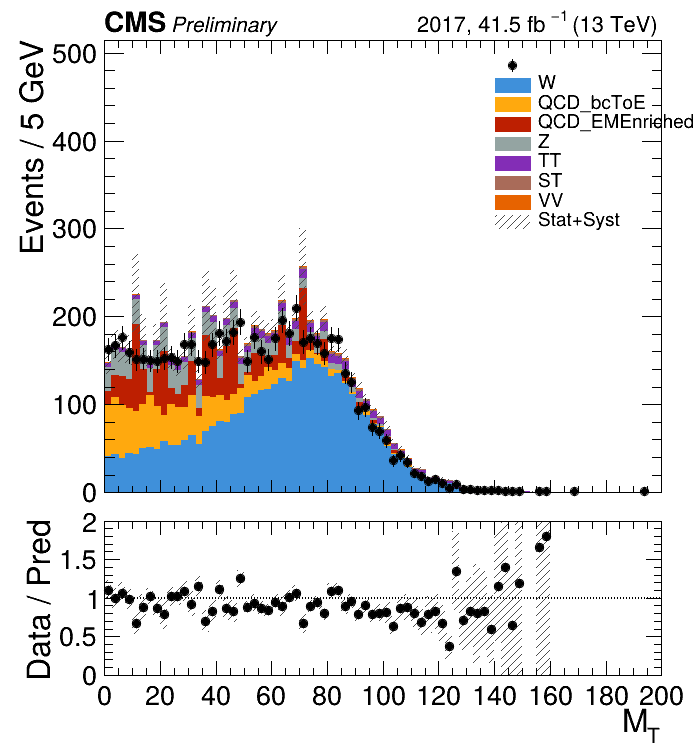 CMS Preliminary 2017, 41.5 fb⁻¹ (13 TeV)
Events / 5 GeV
500
400
300
200
100
0
W
QCD_bcToE
QCD_EMEnriched
Z
TT
ST
VV
Stat+Syst
Data / Pred
2
1.5
1
0.5
0
0 20 40 60 80 100 120 140 160 180 200
M_T